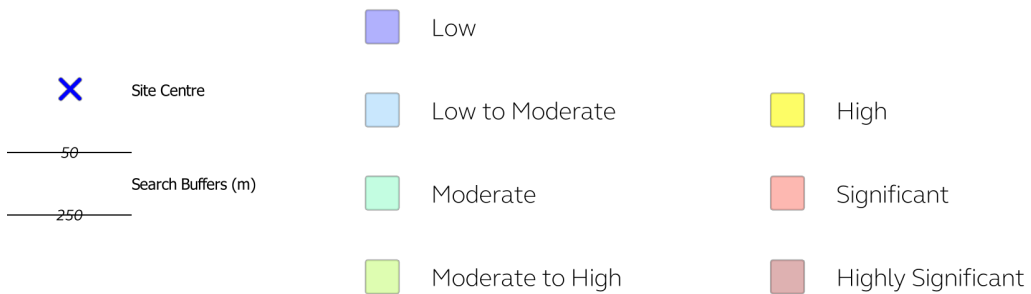 Site Centre
50
Search Buffers (m)
250
Low
Low to Moderate
Moderate
Moderate to High
High
Significant
Highly Significant